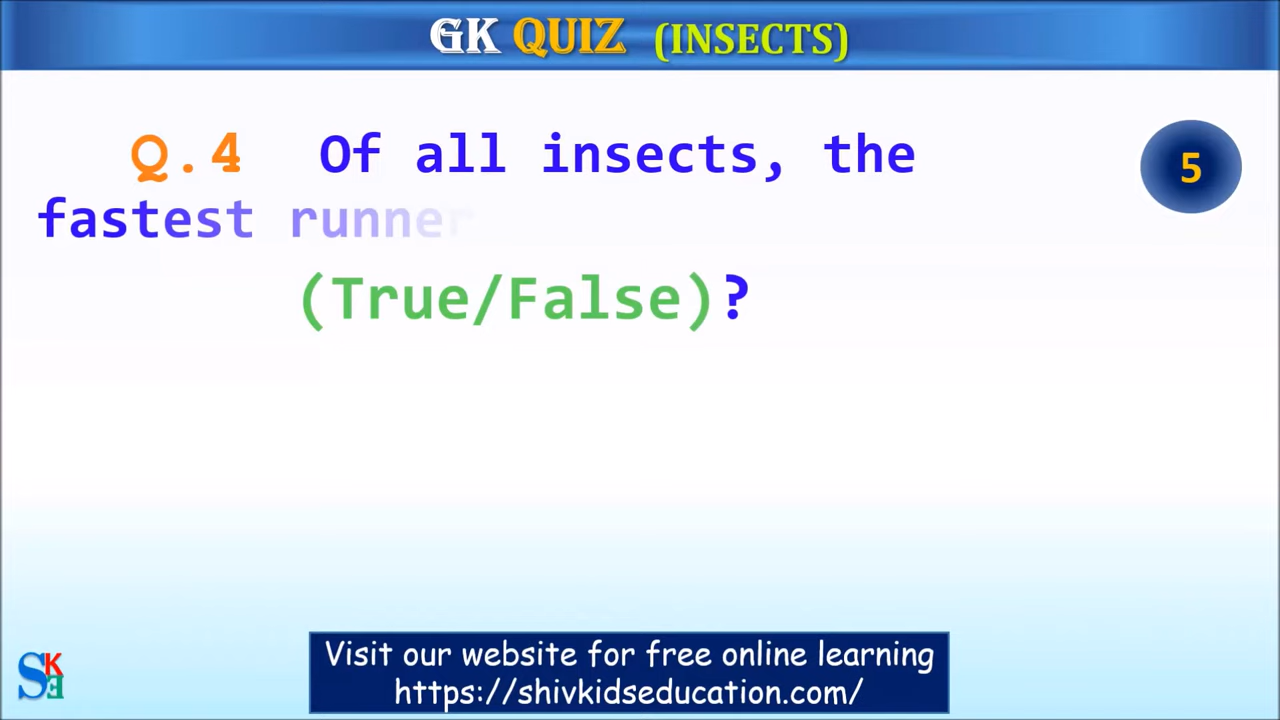 GK QUIZ (INSECTS)
Q.4 Of all insects, the
5
fastest runner
(True/False)?
Visit our website for free online learning
https://shivkidseducation.com/
SKE